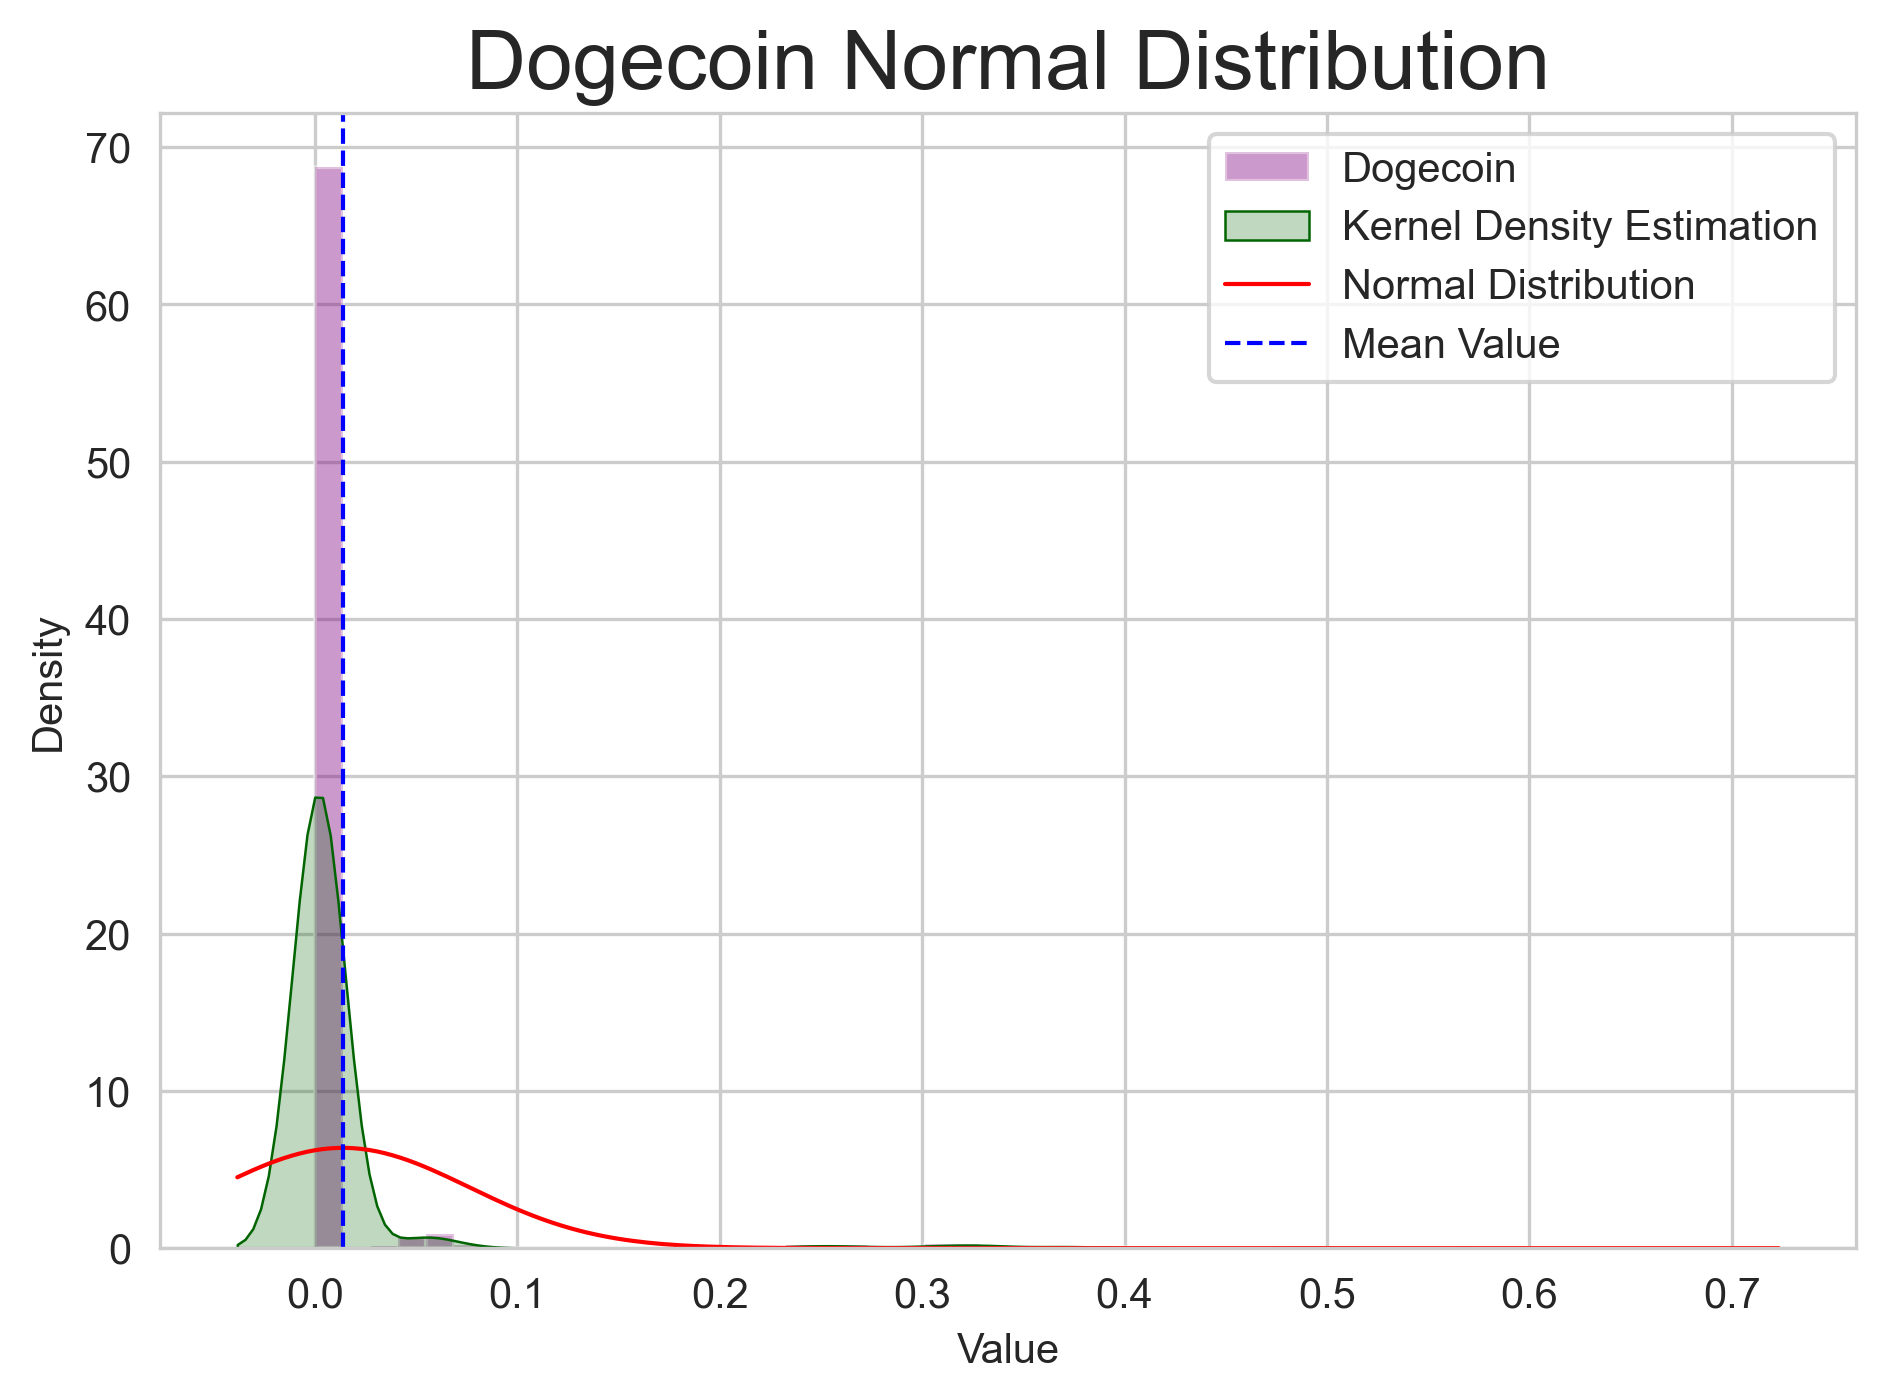 Dogecoin Normal Distribution
70
60
50
40
30
20
10
0
Density
Dogecoin
Kernel Density Estimation
Normal Distribution
Mean Value
0.0 0.1 0.2 0.3 0.4 0.5 0.6 0.7
Value